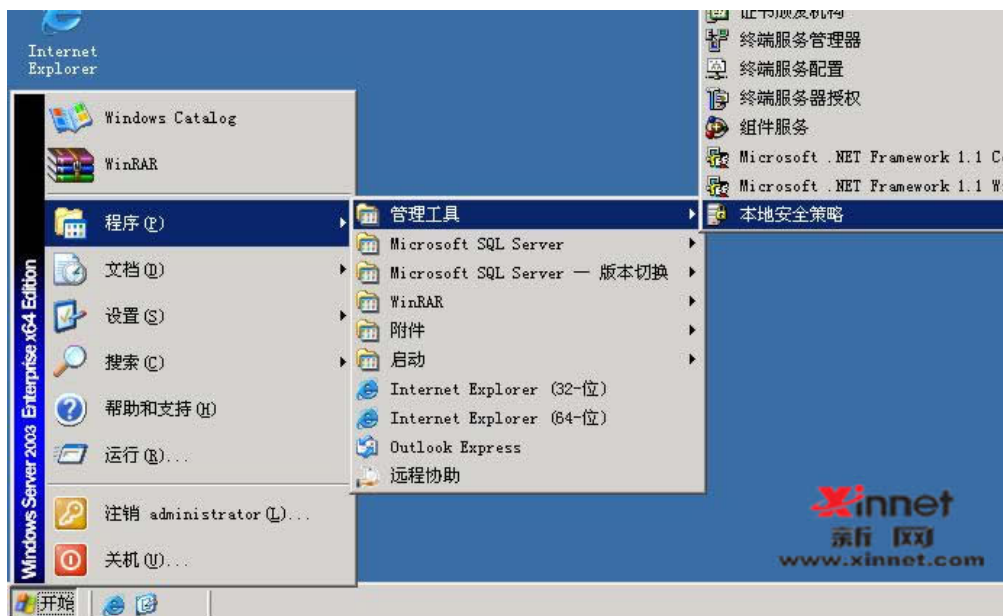 Internet
Explorer
Windows Catalog
WinRAR
程序(P)
文档(D)
设置(S)
搜索(C)
帮助和支持(H)
运行(R)...
注销 administrator(L)...
关机(U)...
Windows Server 2003 Enterprise x64 Edition
开始
管理工具
Microsoft SQL Server
Microsoft SQL Server — 版本切换
WinRAR
附件
启动
Internet Explorer (32-位)
Internet Explorer (64-位)
Outlook Express
远程协助
证书颁发机构
终端服务管理器
终端服务配置
终端服务器授权
组件服务
Microsoft .NET Framework 1.1 C
Microsoft .NET Framework 1.1 W
本地安全策略
Xinnet
新网
www.xinnet.com